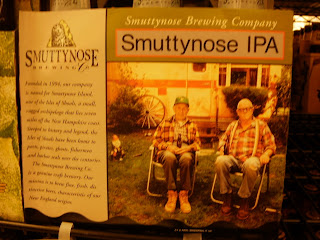 SMUTTYNOSE
BREWING Co.
Founded in 1994, our company
is named for Smuttynose Island,
one of the Isles of Shoals, a small,
rugged archipelago that lies seven
miles off the New Hampshire coast.
Steeped in history and legend, the
Isles of Shoals have been home to
poets, pirates, ghosts, fishermen
and harbor seals over the centuries.
The Smuttynose Brewing Co.
is a genuine craft brewery. Our
mission is to brew fine, fresh, dis-
tinctive beers, characteristic of our
New England origins.
Smuttynose Brewing Company
Smuttynose IPA